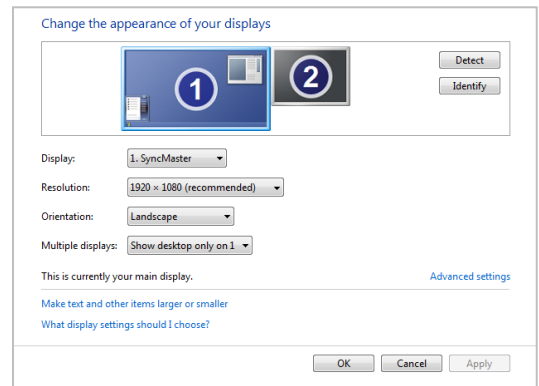 Change the appearance of your displays
1
2
Detect
Identify
Display: 1. SyncMaster
Resolution: 1920 × 1080 (recommended)
Orientation: Landscape
Multiple displays: Show desktop only on 1
This is currently your main display. Advanced settings
Make text and other items larger or smaller
What display settings should I choose?
OK Cancel Apply